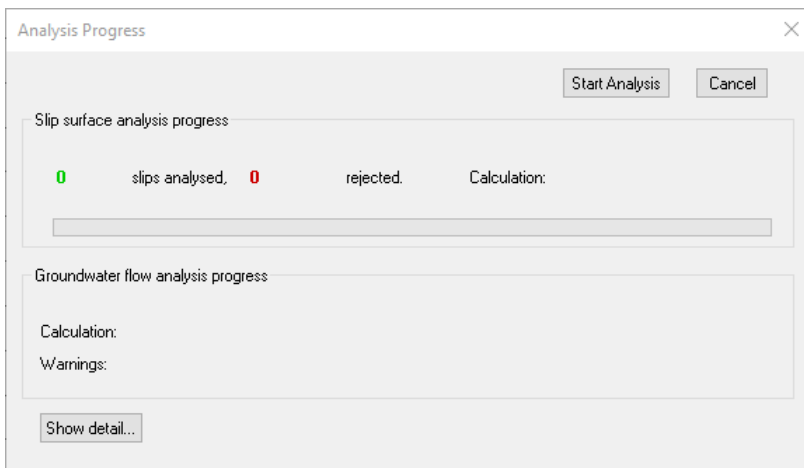 Analysis Progress
Start Analysis Cancel
Slip surface analysis progress
0 slips analysed, 0 rejected. Calculation:
Groundwater flow analysis progress
Calculation:
Warnings:
Show detail...